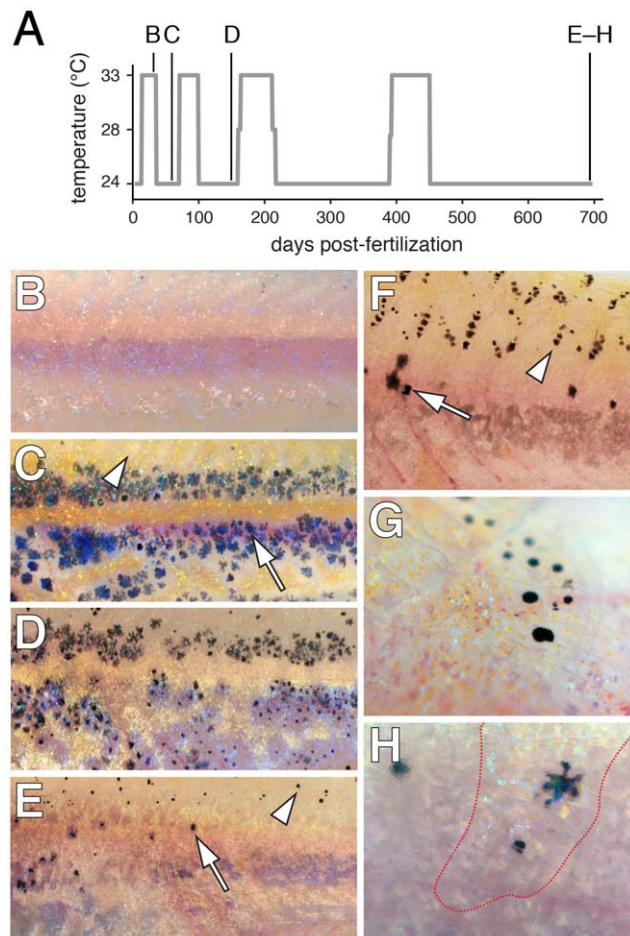 A
B C D E–H
temperature (°C)
33
28
24
0 100 200 300 400 500 600 700
days post-fertilization
B
C
D
E
F
G
H